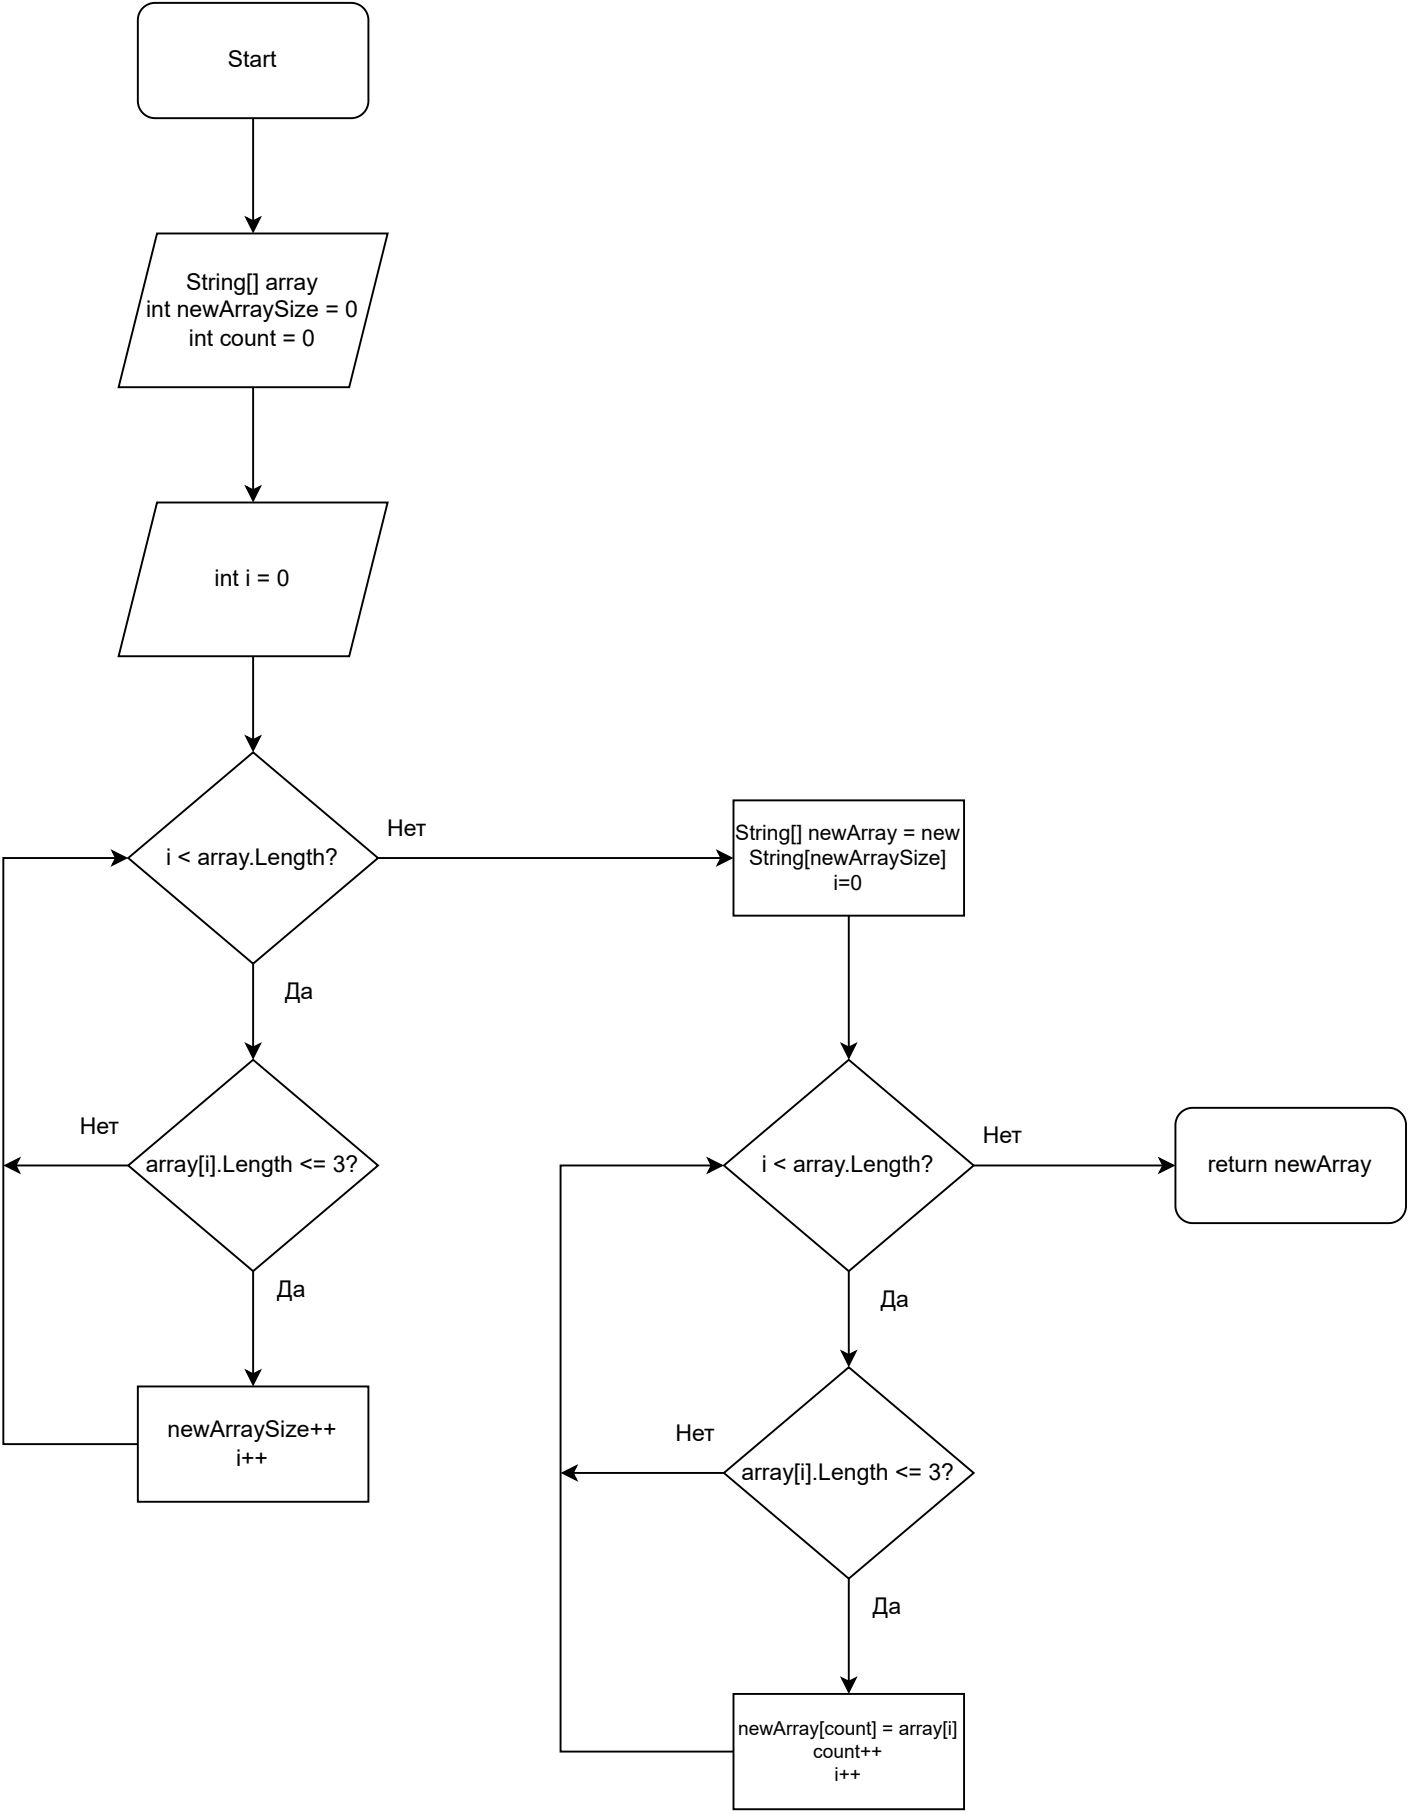 Start
String[] array
int newArraySize = 0
int count = 0
int i = 0
i < array.Length?
Нет
Да
array[i].Length <= 3?
Нет
Да
newArraySize++
i++
String[] newArray = new
String[newArraySize]
i=0
i < array.Length?
Нет
return newArray
Да
array[i].Length <= 3?
Нет
Да
newArray[count] = array[i]
count++
i++